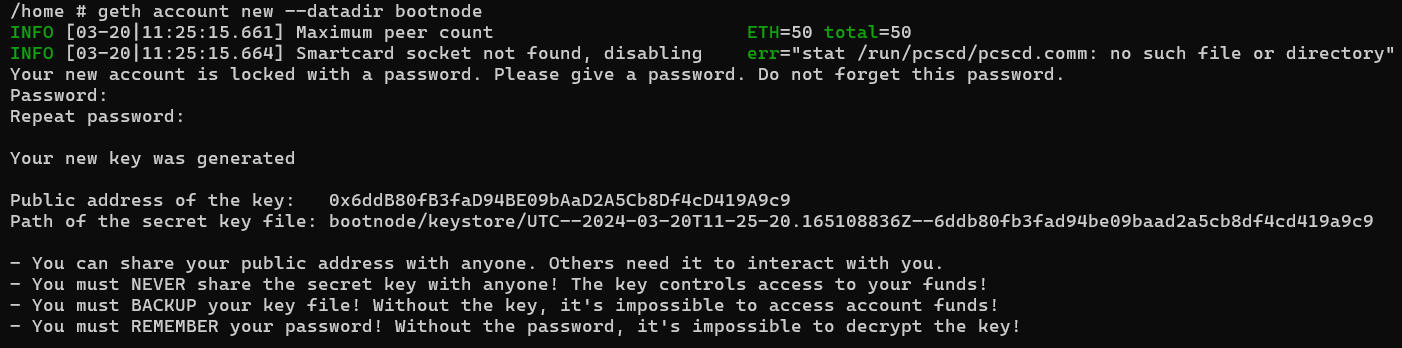 /home # geth account new --datadir bootnode
INFO [03-20|11:25:15.661] Maximum peer count ETH=50 total=50
INFO [03-20|11:25:15.664] Smartcard socket not found, disabling err="stat /run/pcscd/pcscd.comm: no such file or directory"
Your new account is locked with a password. Please give a password. Do not forget this password.
Password:
Repeat password:
Your new key was generated
Public address of the key: 0x6ddB80fB3faD94BE09bAaD2A5Cb8Df4cD419A9c9
Path of the secret key file: bootnode/keystore/UTC--2024-03-20T11-25-20.165108836Z--6ddb80fb3fad94be09baad2a5cb8df4cd419a9c9
- You can share your public address with anyone. Others need it to interact with you.
- You must NEVER share the secret key with anyone! The key controls access to your funds!
- You must BACKUP your key file! Without the key, it's impossible to access account funds!
- You must REMEMBER your password! Without the password, it's impossible to decrypt the key!